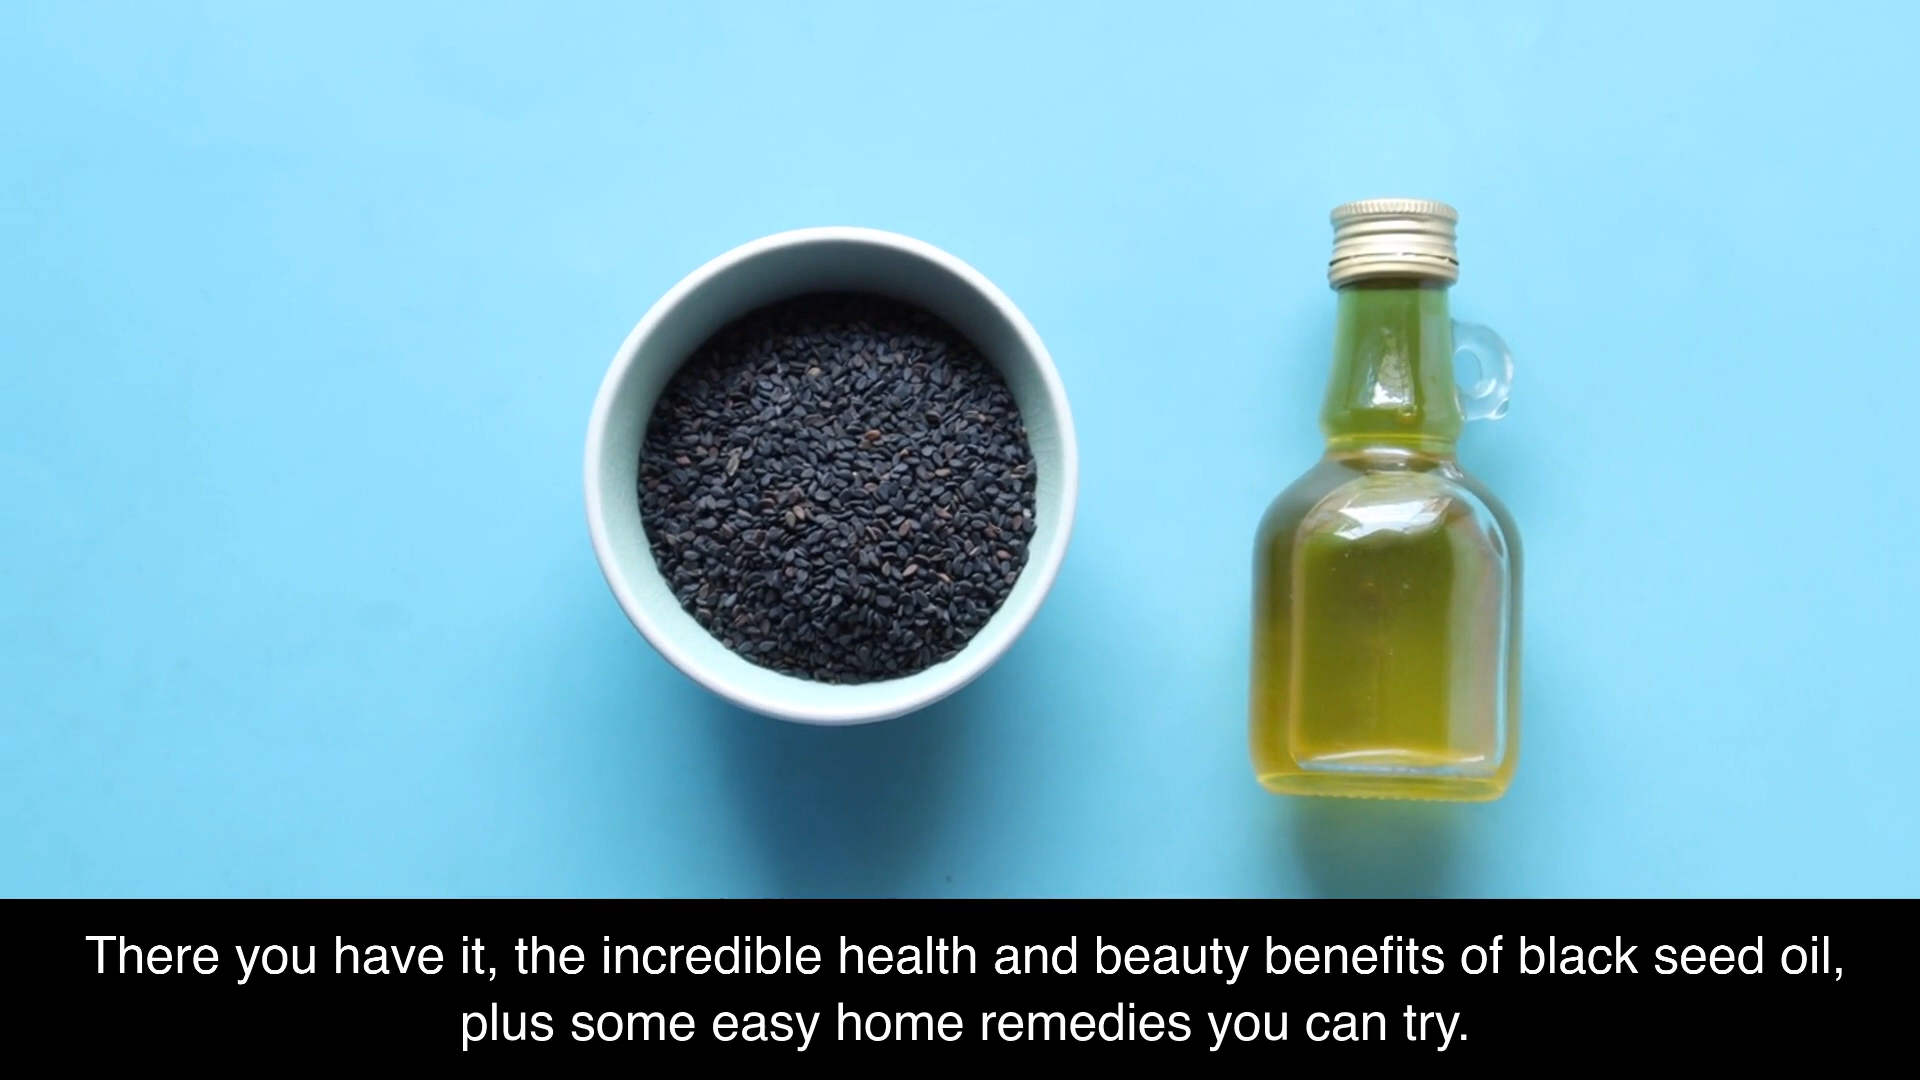 There you have it, the incredible health and beauty benefits of black seed oil,
plus some easy home remedies you can try.